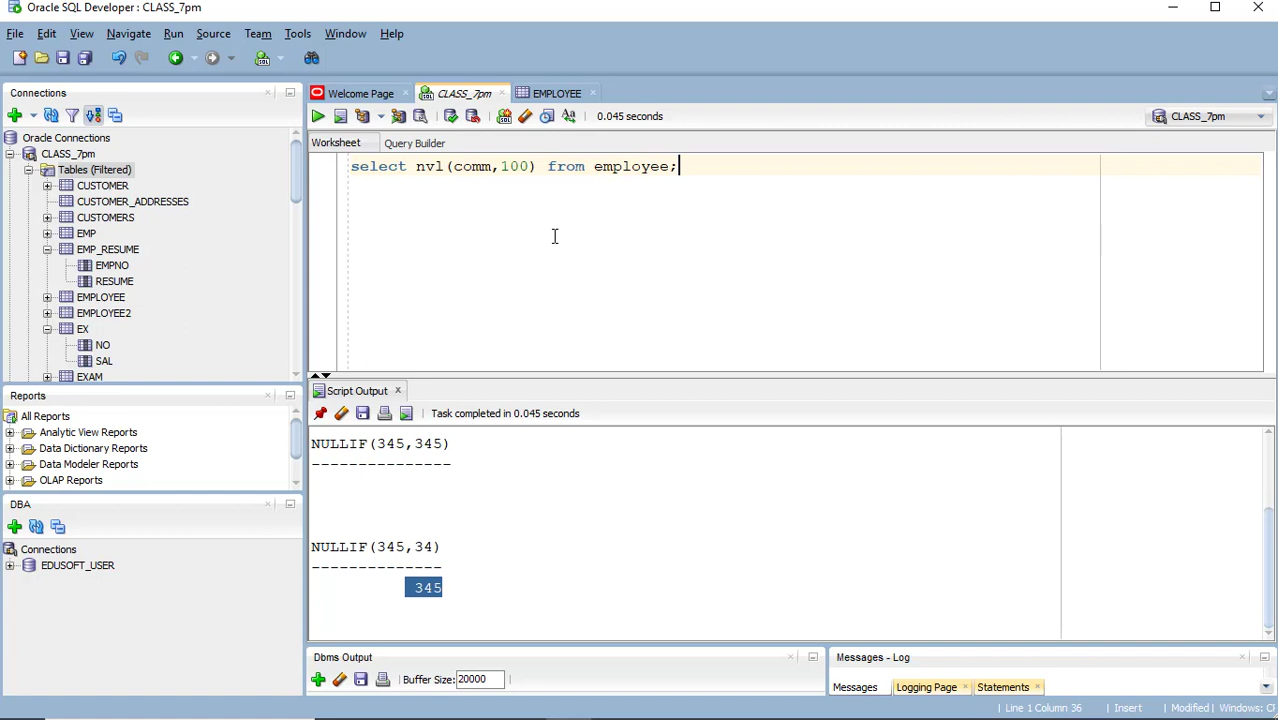 Oracle SQL Developer : CLASS_7pm
File Edit View Navigate Run Source Team Tools Window Help
Connections
Oracle Connections
CLASS_7pm
Tables (Filtered)
CUSTOMER
CUSTOMER_ADDRESSES
CUSTOMERS
EMP
EMP_RESUME
EMPNO
RESUME
EMPLOYEE
EMPLOYEE2
EX
NO
SAL
EXAM
Reports
All Reports
Analytic View Reports
Data Dictionary Reports
Data Modeler Reports
OLAP Reports
DBA
Connections
EDUSOFT_USER
Welcome Page CLASS_7pm EMPLOYEE
0.045 seconds CLASS_7pm
Worksheet Query Builder
select nvl(comm,100) from employee;
Script Output
Task completed in 0.045 seconds
NULLIF(345,345)
---------------
NULLIF(345,34)
--------------
345
Dbms Output
Buffer Size: 20000
Messages - Log
Messages Logging Page Statements
Line 1 Column 36 Insert Modified Windows: CF